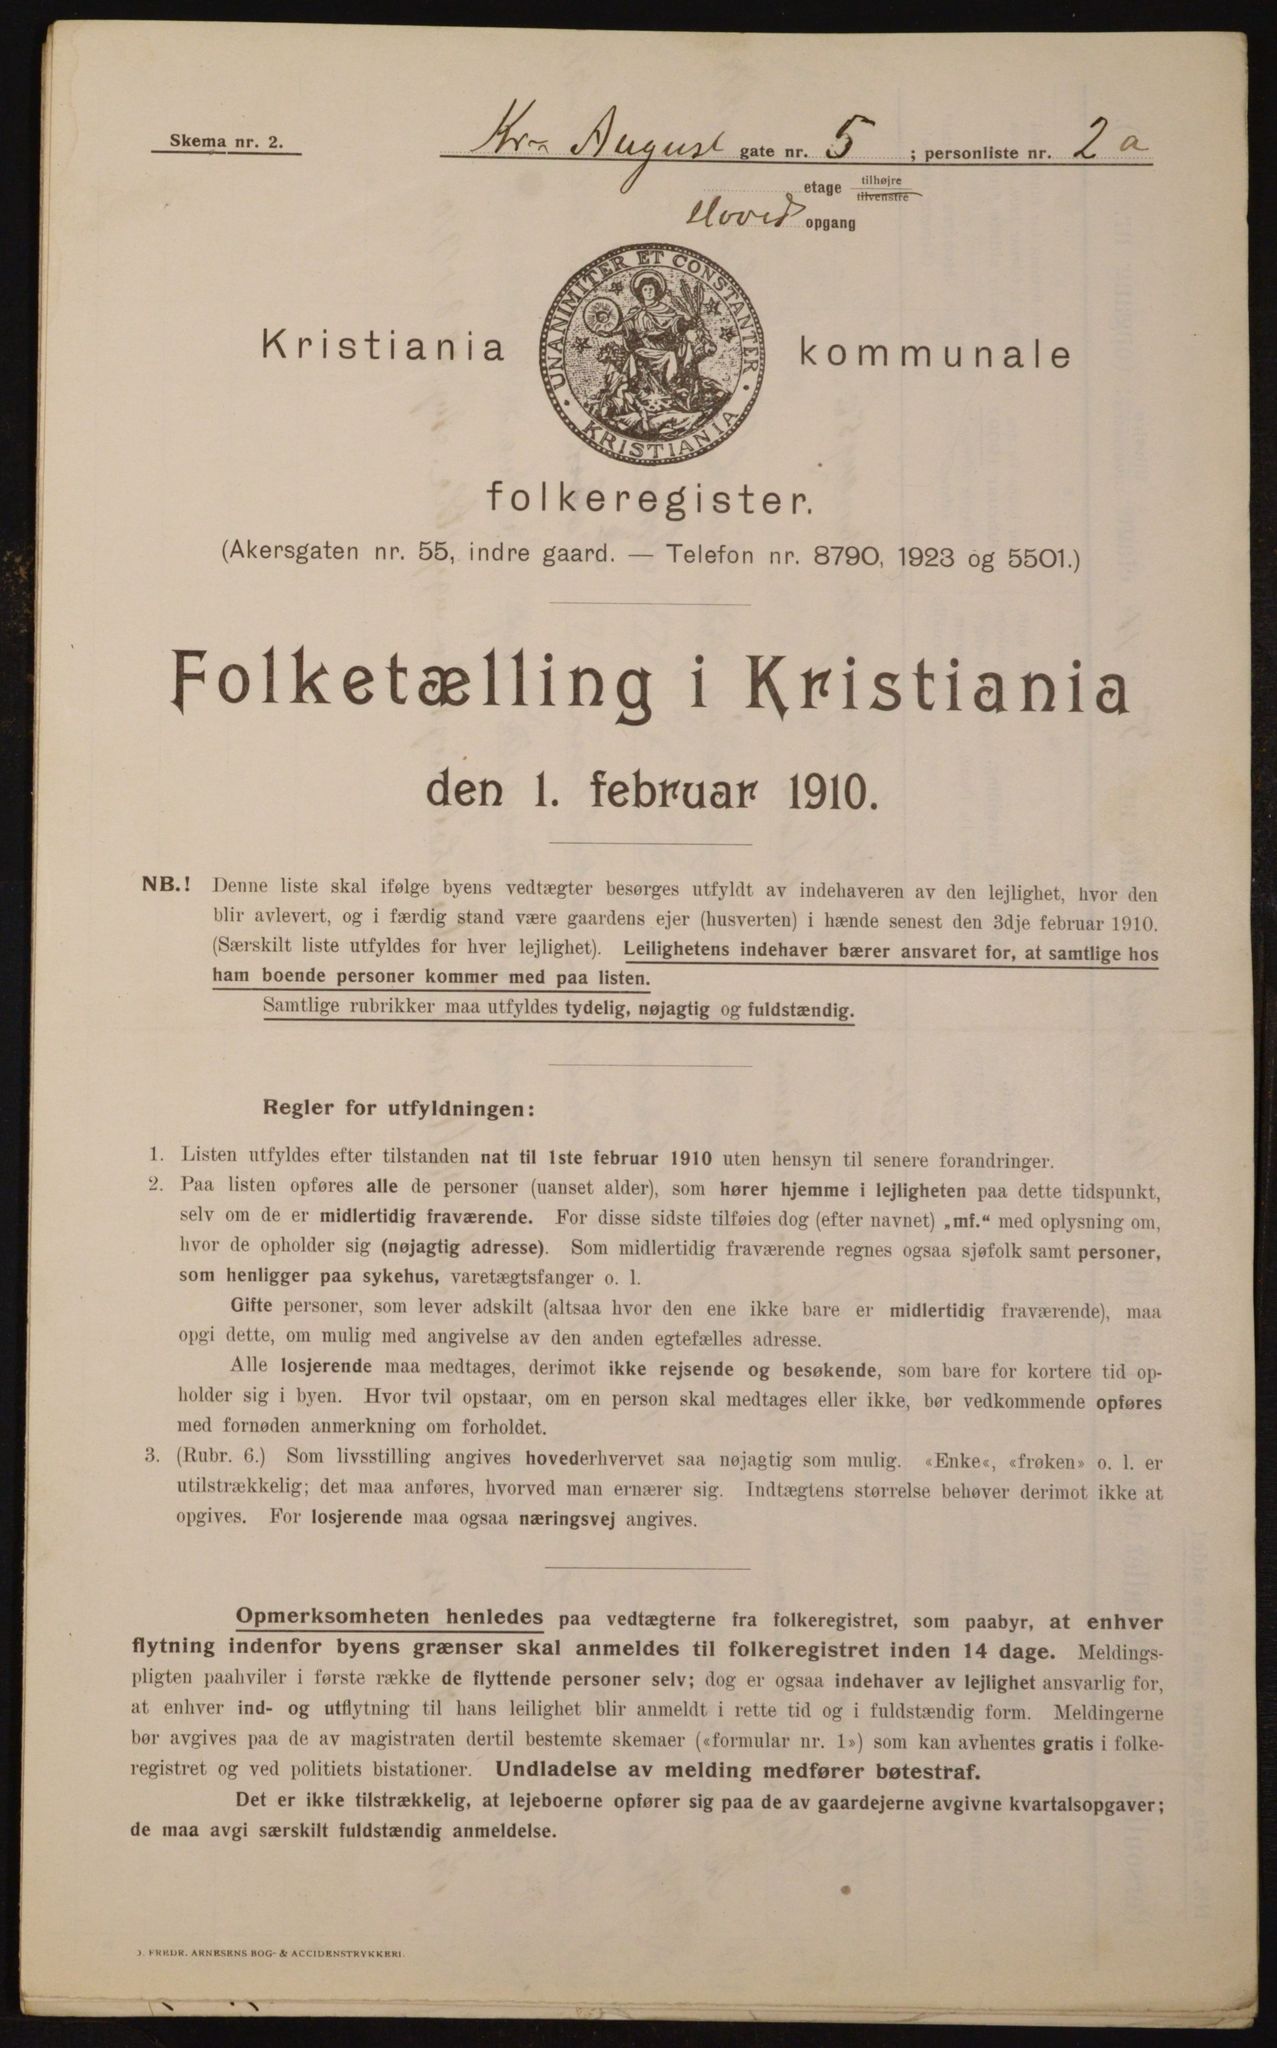 Skema nr. 2.
Kr. August gate nr. 5 ; personliste nr. 2 a
etage tilhøjre tilvenstre
Hoved opgang
UNANIMITER ET CONSTANTER · KRISTIANIA ·
Kristiania kommunale
folkeregister.
(Akersgaten nr. 55, indre gaard. — Telefon nr. 8790, 1923 og 5501.)
Folketælling i Kristiania
den 1. februar 1910.
NB.! Denne liste skal ifølge byens vedtægter besørges utfyldt av indehaveren av den lejlighet, hvor den
blir avlevert, og i færdig stand være gaardens ejer (husverten) i hænde senest den 3dje februar 1910.
(Særskilt liste utfyldes for hver lejlighet). Leilighetens indehaver bærer ansvaret for, at samtlige hos
ham boende personer kommer med paa listen.
Samtlige rubrikker maa utfyldes tydelig, nøjagtig og fuldstændig.
Regler for utfyldningen:
1. Listen utfyldes efter tilstanden nat til 1ste februar 1910 uten hensyn til senere forandringer.
2. Paa listen opføres alle de personer (uanset alder), som hører hjemme i lejligheten paa dette tidspunkt,
selv om de er midlertidig fraværende. For disse sidste tilføies dog (efter navnet) „mf.“ med oplysning om,
hvor de opholder sig (nøjagtig adresse). Som midlertidig fraværende regnes ogsaa sjøfolk samt personer,
som henligger paa sykehus, varetægtsfanger o. l.
Gifte personer, som lever adskilt (altsaa hvor den ene ikke bare er midlertidig fraværende), maa
opgi dette, om mulig med angivelse av den anden egtefælles adresse.
Alle losjerende maa medtages, derimot ikke rejsende og besøkende, som bare for kortere tid op-
holder sig i byen. Hvor tvil opstaar, om en person skal medtages eller ikke, bør vedkommende opføres
med fornøden anmerkning om forholdet.
3. (Rubr. 6.) Som livsstilling angives hovederhvervet saa nøjagtig som mulig. «Enke«, «frøken» o. l. er
utilstrækkelig; det maa anføres, hvorved man ernærer sig. Indtægtens størrelse behøver derimot ikke at
opgives. For losjerende maa ogsaa næringsvej angives.
Opmerksomheten henledes paa vedtægterne fra folkeregistret, som paabyr, at enhver
flytning indenfor byens grænser skal anmeldes til folkeregistret inden 14 dage. Meldings-
pligten paahviler i første række de flyttende personer selv; dog er ogsaa indehaver av lejlighet ansvarlig for,
at enhver ind- og utflytning til hans leilighet blir anmeldt i rette tid og i fuldstændig form. Meldingerne
bør avgives paa de av magistraten dertil bestemte skemaer («formular nr. 1») som kan avhentes gratis i folke-
registret og ved politiets bistationer. Undladelse av melding medfører bøtestraf.
Det er ikke tilstrækkelig, at lejeboerne opfører sig paa de av gaardejerne avgivne kvartalsopgaver;
de maa avgi særskilt fuldstændig anmeldelse.
J. FREDR. ARNESENS BOG- & ACCIDENSTRYKKERI.